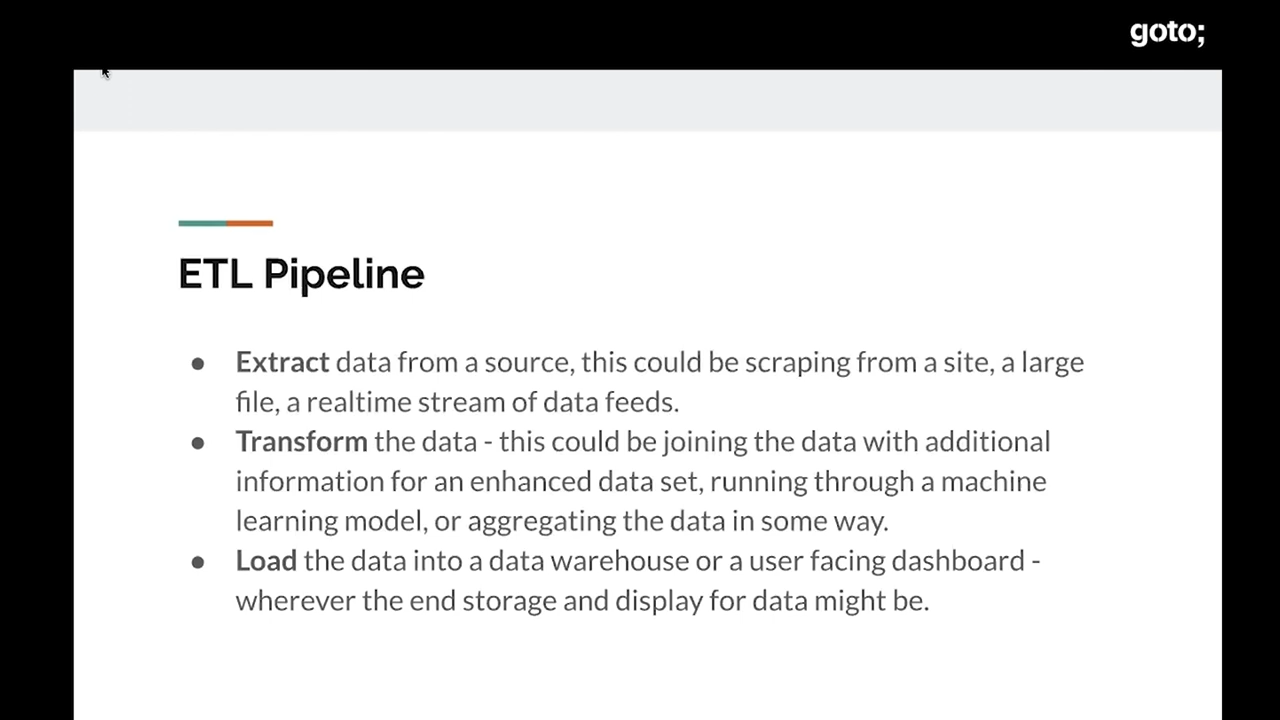 goto;
ETL Pipeline
● Extract data from a source, this could be scraping from a site, a large
file, a realtime stream of data feeds.
● Transform the data - this could be joining the data with additional
information for an enhanced data set, running through a machine
learning model, or aggregating the data in some way.
● Load the data into a data warehouse or a user facing dashboard -
wherever the end storage and display for data might be.